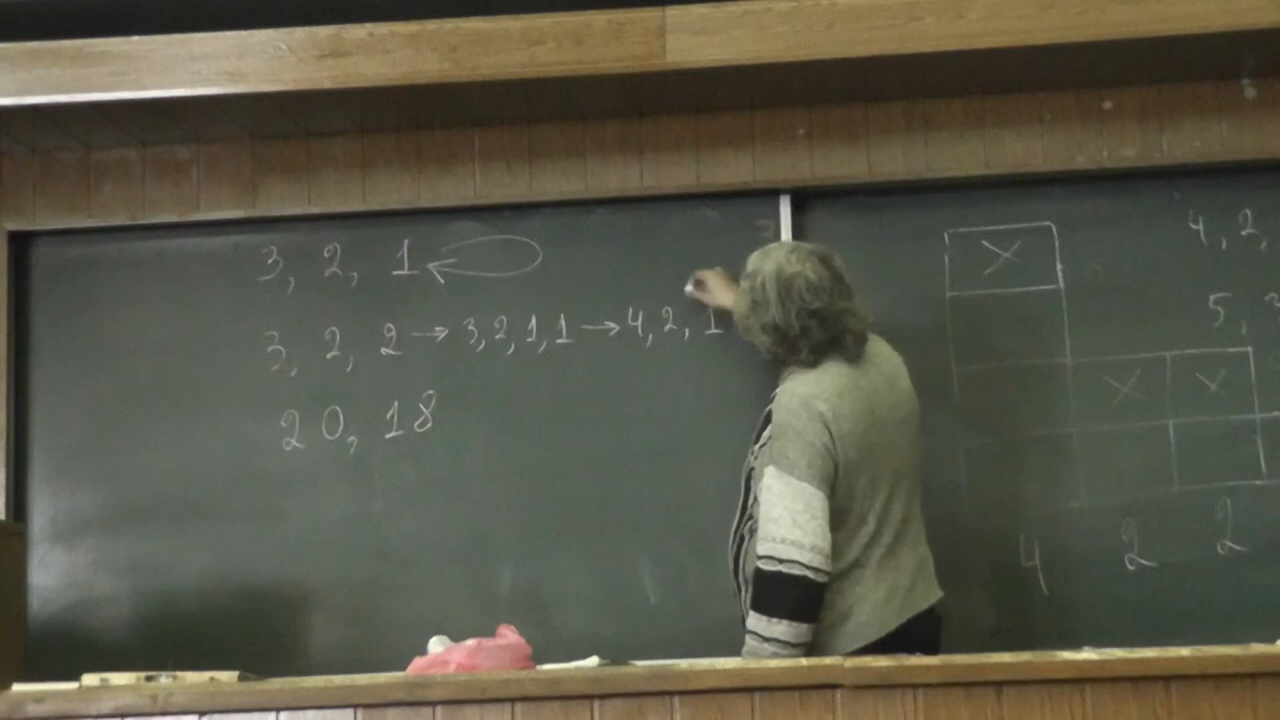 3, 2, 1
3, 2, 2 → 3, 2, 1, 1 → 4, 2, 1
20, 18
4, 2,
5,
4 2 2